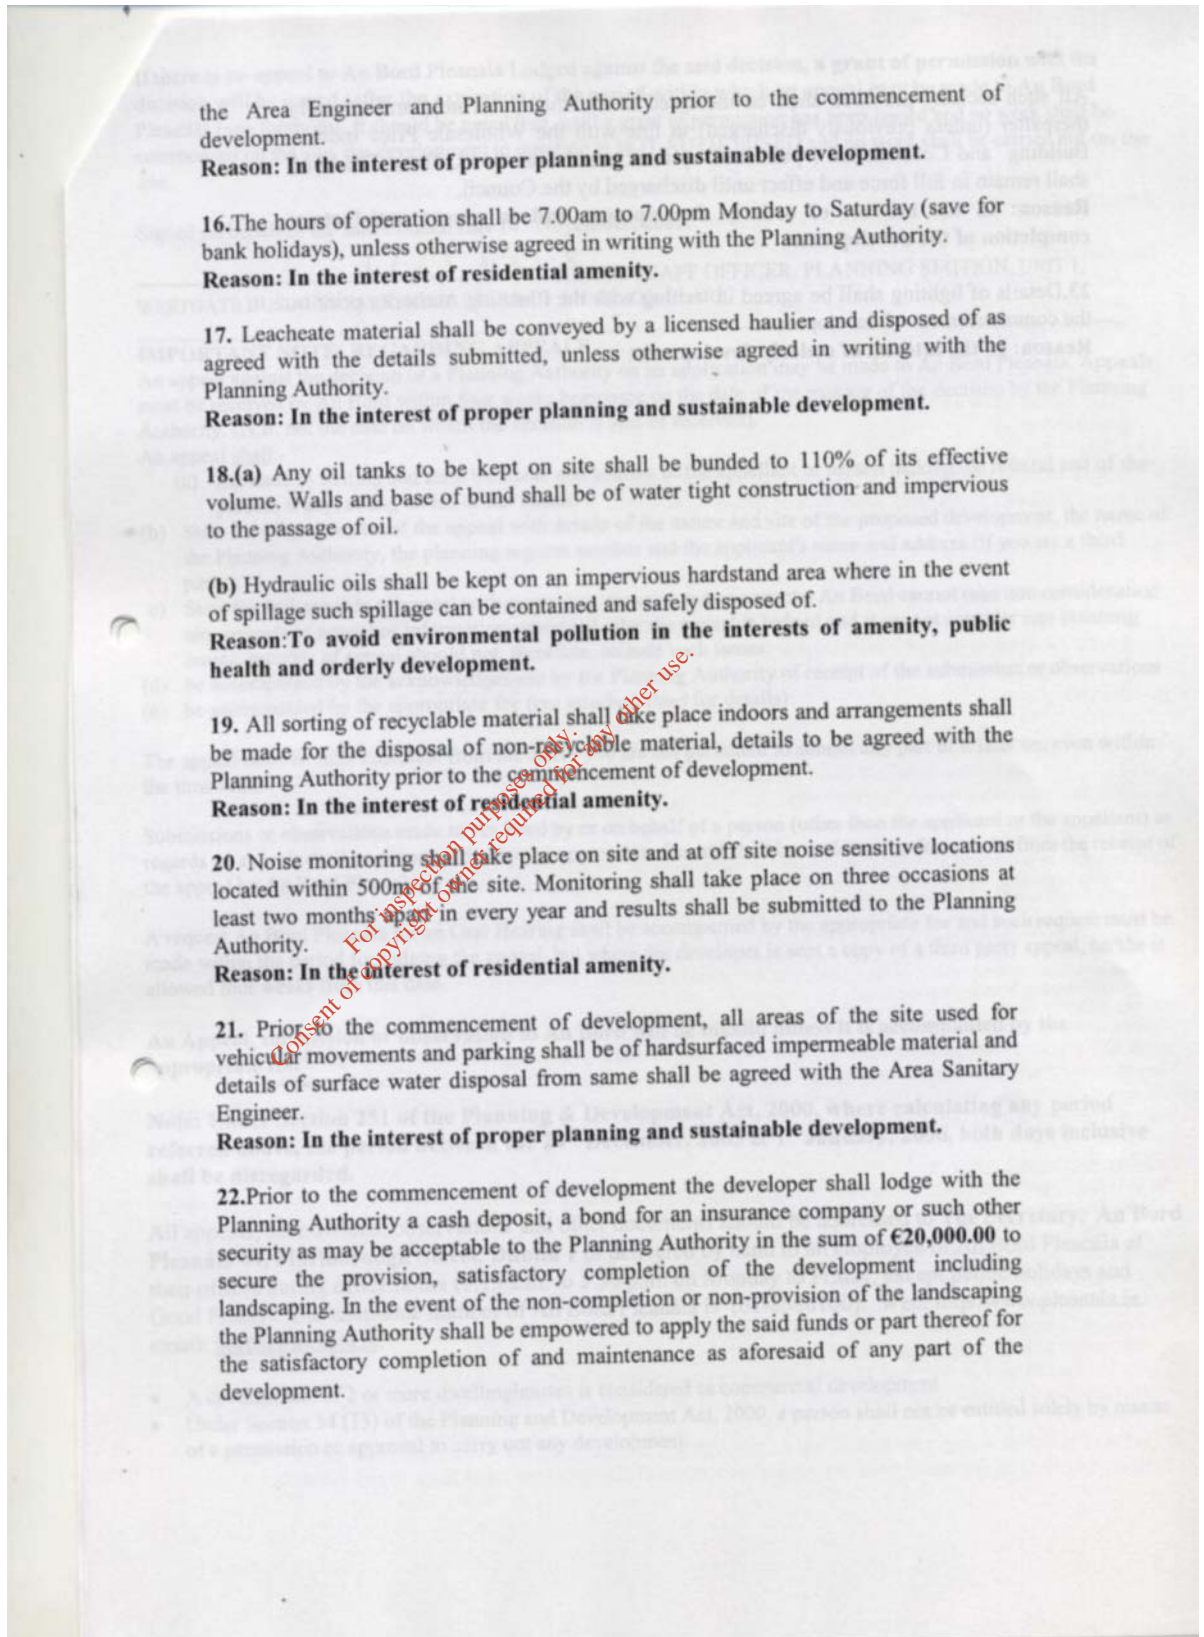 the Area Engineer and Planning Authority prior to the commencement of
development.
Reason: In the interest of proper planning and sustainable development.
16.The hours of operation shall be 7.00am to 7.00pm Monday to Saturday (save for
bank holidays), unless otherwise agreed in writing with the Planning Authority.
Reason: In the interest of residential amenity.
17. Leacheate material shall be conveyed by a licensed haulier and disposed of as
agreed with the details submitted, unless otherwise agreed in writing with the
Planning Authority.
Reason: In the interest of proper planning and sustainable development.
18.(a) Any oil tanks to be kept on site shall be bunded to 110% of its effective
volume. Walls and base of bund shall be of water tight construction and impervious
to the passage of oil.
(b) Hydraulic oils shall be kept on an impervious hardstand area where in the event
of spillage such spillage can be contained and safely disposed of.
Reason:To avoid environmental pollution in the interests of amenity, public
health and orderly development.
19. All sorting of recyclable material shall take place indoors and arrangements shall
be made for the disposal of non-recyclable material, details to be agreed with the
Planning Authority prior to the commencement of development.
Reason: In the interest of residential amenity.
20. Noise monitoring shall take place on site and at off site noise sensitive locations
located within 500m of the site. Monitoring shall take place on three occasions at
least two months apart in every year and results shall be submitted to the Planning
Authority.
Reason: In the interest of residential amenity.
21. Prior to the commencement of development, all areas of the site used for
vehicular movements and parking shall be of hardsurfaced impermeable material and
details of surface water disposal from same shall be agreed with the Area Sanitary
Engineer.
Reason: In the interest of proper planning and sustainable development.
22.Prior to the commencement of development the developer shall lodge with the
Planning Authority a cash deposit, a bond for an insurance company or such other
security as may be acceptable to the Planning Authority in the sum of €20,000.00 to
secure the provision, satisfactory completion of the development including
landscaping. In the event of the non-completion or non-provision of the landscaping
the Planning Authority shall be empowered to apply the said funds or part thereof for
the satisfactory completion of and maintenance as aforesaid of any part of the
development.
For inspection purposes only.
Consent of copyright owner required for any other use.